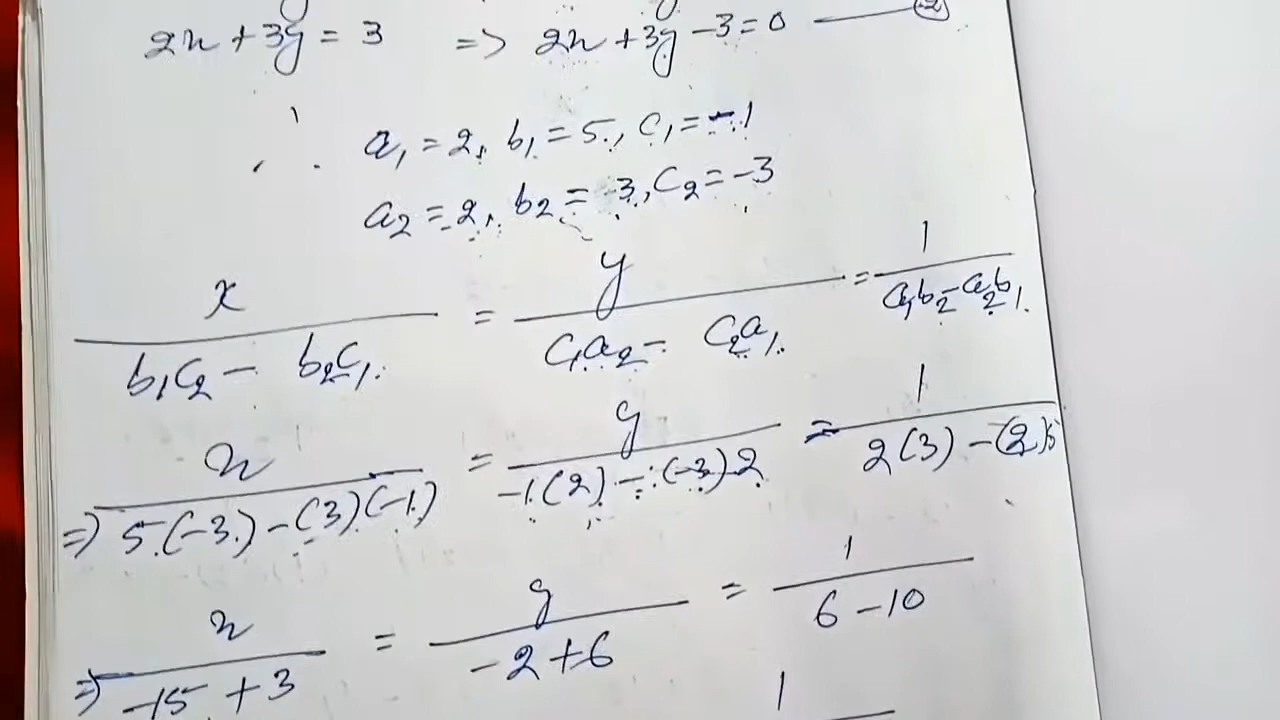 2x + 3y = 3 => 2x + 3y - 3 = 0 —— (2)
a₁ = 2, b₁ = 5, c₁ = -1
a₂ = 2, b₂ = 3, c₂ = -3
x / (b₁c₂ - b₂c₁) = y / (c₁a₂ - c₂a₁) = 1 / (a₁b₂ - a₂b₁)
=> x / (5(-3) - (3)(-1)) = y / (-1(2) - (-3)2) = 1 / (2(3) - (2)5)
=> x / (-15 + 3) = y / (-2 + 6) = 1 / (6 - 10)
1